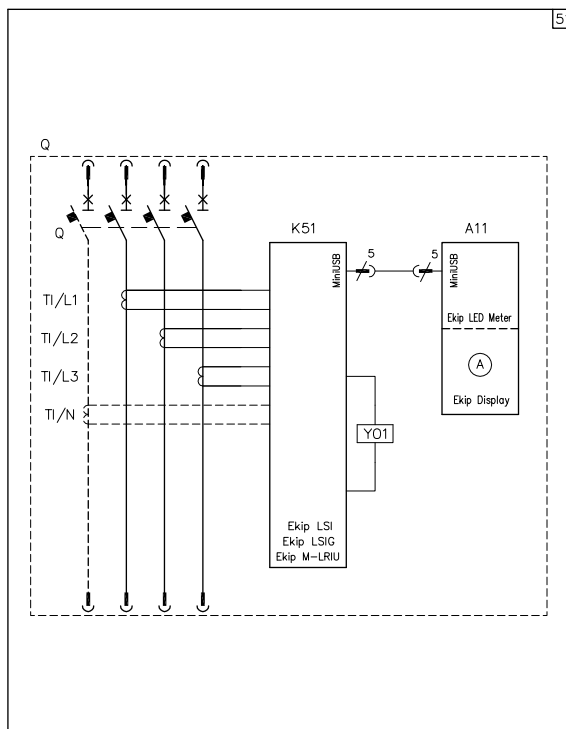 Q
Q
K51
A11
MiniUSB
5
5
MiniUSB
TI/L1
TI/L2
TI/L3
TI/N
Ekip LED Meter
A
Ekip Display
YO1
Ekip LSI
Ekip LSIG
Ekip M-LRIU